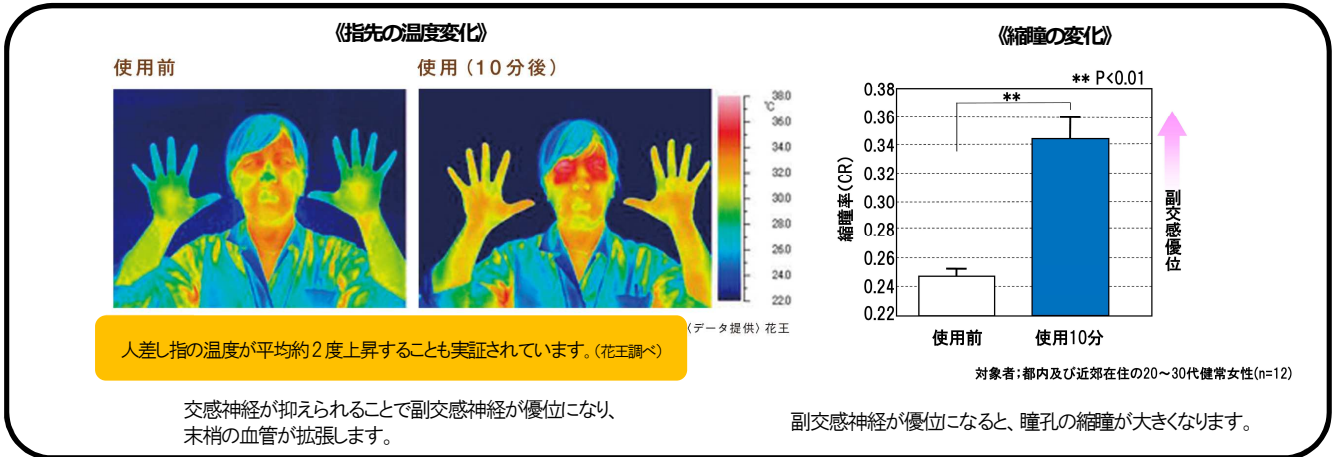 《指先の温度変化》
使用前
使用（10分後）
38.0
℃
36.0
34.0
32.0
30.0
28.0
26.0
24.0
22.0
〈データ提供〉花王
人差し指の温度が平均約２度上昇することも実証されています。（花王調べ）
交感神経が抑えられることで副交感神経が優位になり、
末梢の血管が拡張します。
《縮瞳の変化》
** P<0.01
**
縮瞳率(CR)
0.38
0.36
0.34
0.32
0.30
0.28
0.26
0.24
0.22
使用前
使用10分
副交感優位
対象者;都内及び近郊在住の20～30代健常女性(n=12)
副交感神経が優位になると、瞳孔の縮瞳が大きくなります。